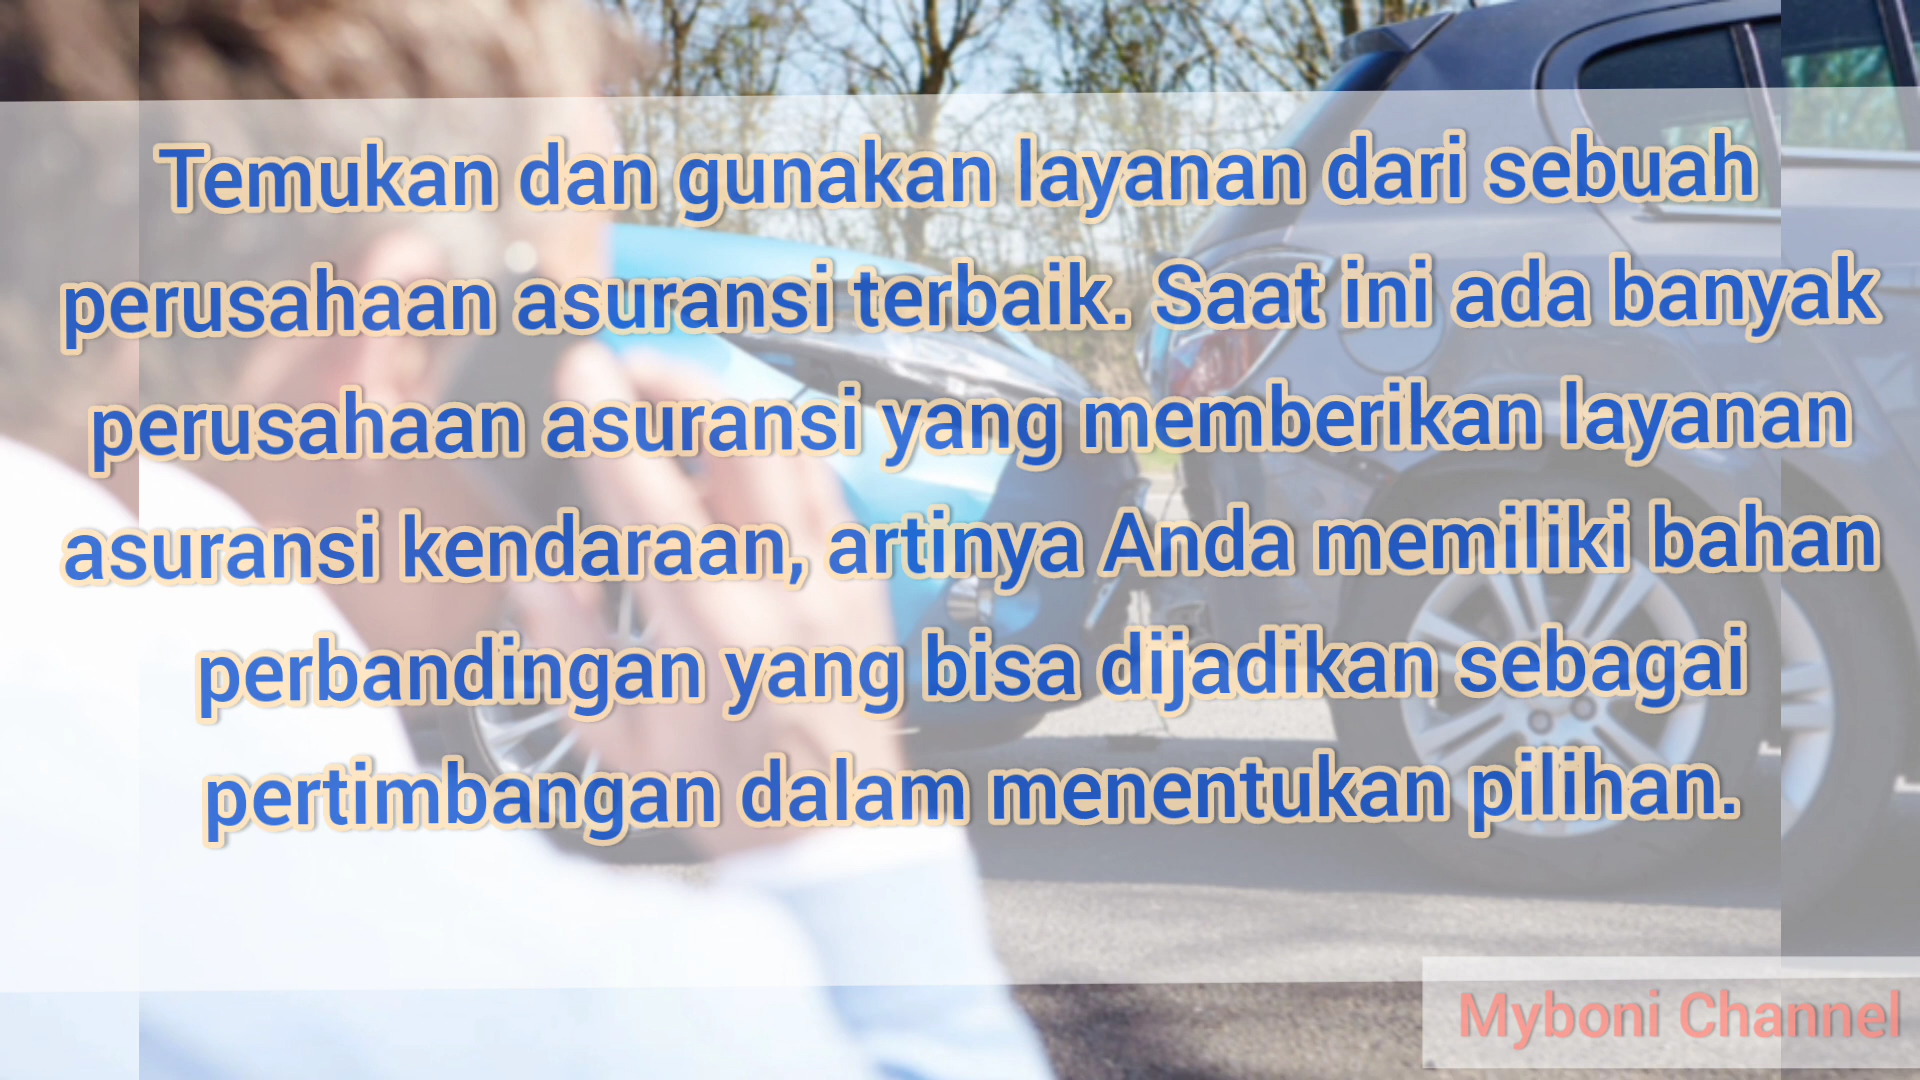 Temukan dan gunakan layanan dari sebuah
perusahaan asuransi terbaik. Saat ini ada banyak
perusahaan asuransi yang memberikan layanan
asuransi kendaraan, artinya Anda memiliki bahan
perbandingan yang bisa dijadikan sebagai
pertimbangan dalam menentukan pilihan.
Myboni Channel